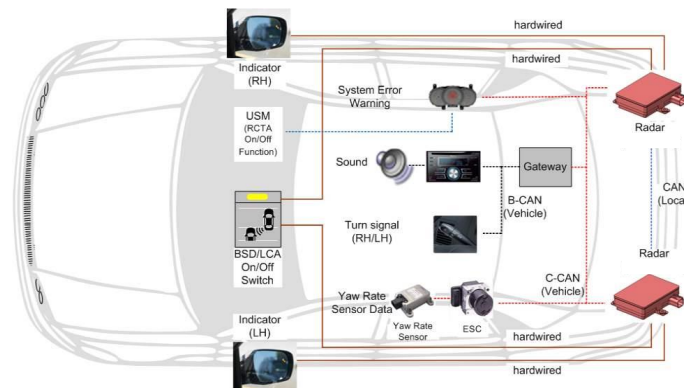 hardwired
hardwired
Indicator
(RH)
System Error
Warning
USM
(RCTA
On/Off
Function)
Radar
Sound
Gateway
CAN
(Loca
B-CAN
(Vehicle)
Turn signal
(RH/LH)
BSD/LCA
On/Off
Switch
Radar
C-CAN
(Vehicle)
Yaw Rate
Sensor Data
Yaw Rate
Sensor
ESC
Indicator
(LH)
hardwired
hardwired